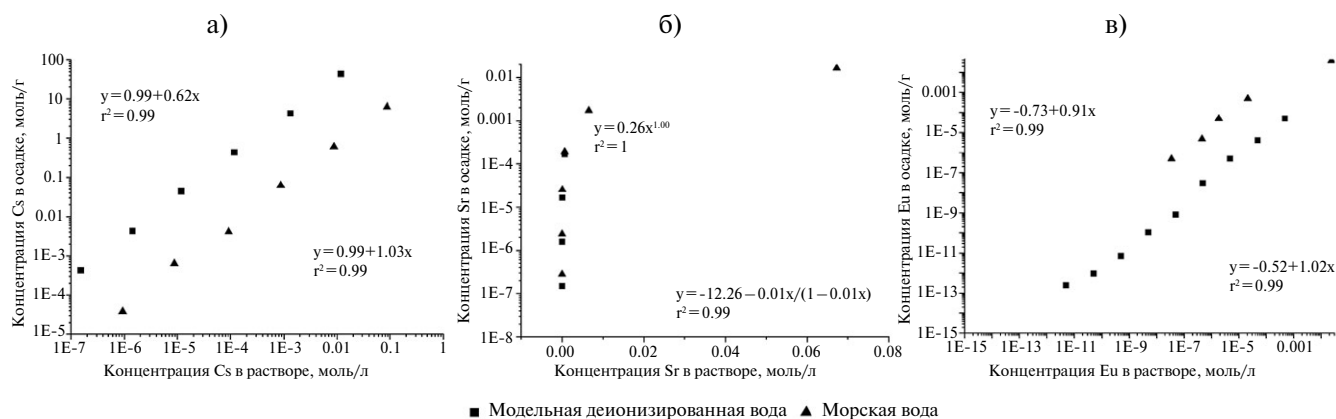 а)
б)
в)
Концентрация Cs в осадке, моль/г
100
10
1
0.1
0.01
1E-3
1E-4
1E-5
y = 0.99+0.62x
r² = 0.99
y = 0.99+1.03x
r² = 0.99
1E-7 1E-6 1E-5 1E-4 1E-3 0.01 0.1 1
Концентрация Cs в растворе, моль/л
Концентрация Sr в осадке, моль/г
0.01
0.001
1E-4
1E-5
1E-6
1E-7
1E-8
y = 0.26x^1.00
r² = 1
y = -12.26 – 0.01x/(1 – 0.01x)
r² = 0.99
0.00 0.02 0.04 0.06 0.08
Концентрация Sr в растворе, моль/л
Концентрация Eu в осадке, моль/г
0.001
1E-5
1E-7
1E-9
1E-11
1E-13
1E-15
y = -0.73+0.91x
r² = 0.99
y = -0.52+1.02x
r² = 0.99
1E-15 1E-13 1E-11 1E-9 1E-7 1E-5 0.001
Концентрация Eu в растворе, моль/л
■ Модельная деионизированная вода ▲ Морская вода